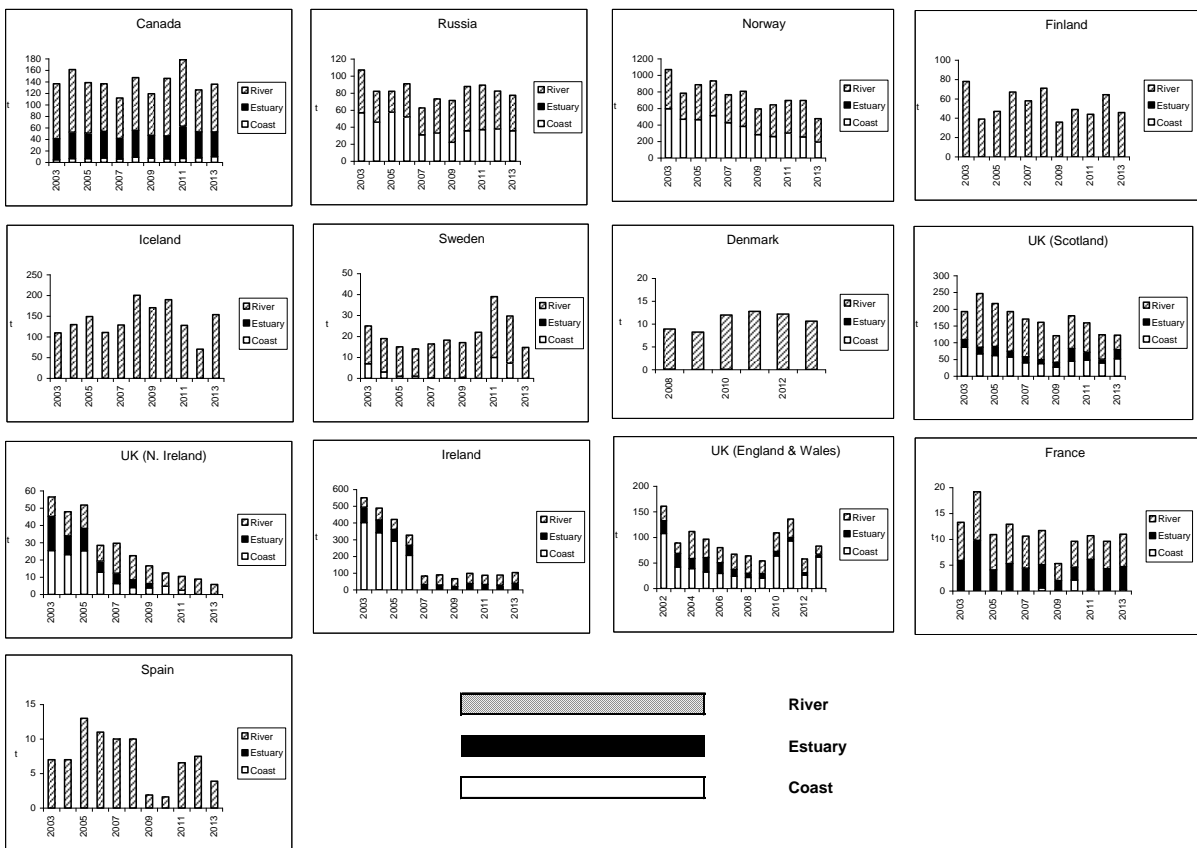 Canada
180
160
140
120
100
80
60
40
20
0
t
2003
2005
2007
2009
2011
2013
River
Estuary
Coast
Russia
120
100
80
60
40
20
0
t
2003
2005
2007
2009
2011
2013
River
Estuary
Coast
Norway
1200
1000
800
600
400
200
0
t
2003
2005
2007
2009
2011
2013
River
Estuary
Coast
Finland
100
80
60
40
20
0
t
2003
2005
2007
2009
2011
2013
River
Estuary
Coast
Iceland
250
200
150
100
50
0
t
2003
2005
2007
2009
2011
2013
River
Estuary
Coast
Sweden
50
40
30
20
10
0
t
2003
2005
2007
2009
2011
2013
River
Estuary
Coast
Denmark
20
15
10
5
0
t
2008
2010
2012
River
Estuary
Coast
UK (Scotland)
300
250
200
150
100
50
0
t
2003
2005
2007
2009
2011
2013
River
Estuary
Coast
UK (N. Ireland)
60
50
40
30
20
10
0
t
2003
2005
2007
2009
2011
2013
River
Estuary
Coast
Ireland
600
500
400
300
200
100
0
t
2003
2005
2007
2009
2011
2013
River
Estuary
Coast
UK (England & Wales)
200
150
100
50
0
t
2002
2004
2006
2008
2010
2012
River
Estuary
Coast
France
20
15
10
5
0
t
2003
2005
2007
2009
2011
2013
River
Estuary
Coast
Spain
15
10
5
0
t
2003
2005
2007
2009
2011
2013
River
Estuary
Coast
River
Estuary
Coast